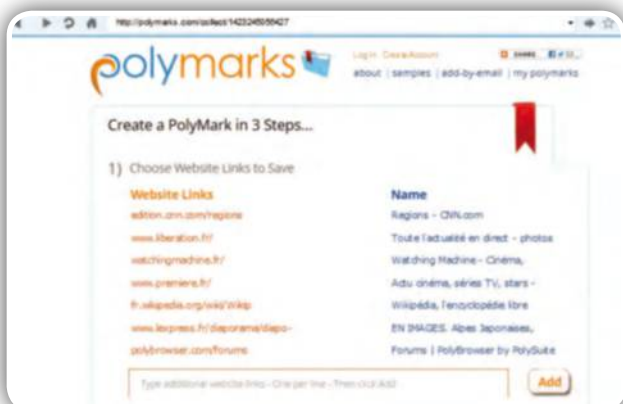 http://polymarks.com/collect/1423245056427
polymarks
Log In Create Account SHARE
about | samples | add-by-email | my polymarks
Create a PolyMark in 3 Steps...
1) Choose Website Links to Save
Website Links Name
edition.cnn.com/regions Regions - CNN.com
www.liberation.fr/ Toute l'actualité en direct - photos
watchingmachine.fr/ Watching Machine - Cinéma,
www.premiere.fr/ Actu cinéma, séries TV, stars -
fr.wikipedia.org/wiki/Wikip Wikipédia, l'encyclopédie libre
www.lexpress.fr/diaporama/diapo- EN IMAGES. Alpes Japonaises,
polybrowser.com/forums Forums | PolyBrowser by PolySuite
Type additional website links - One per line - Then click Add Add